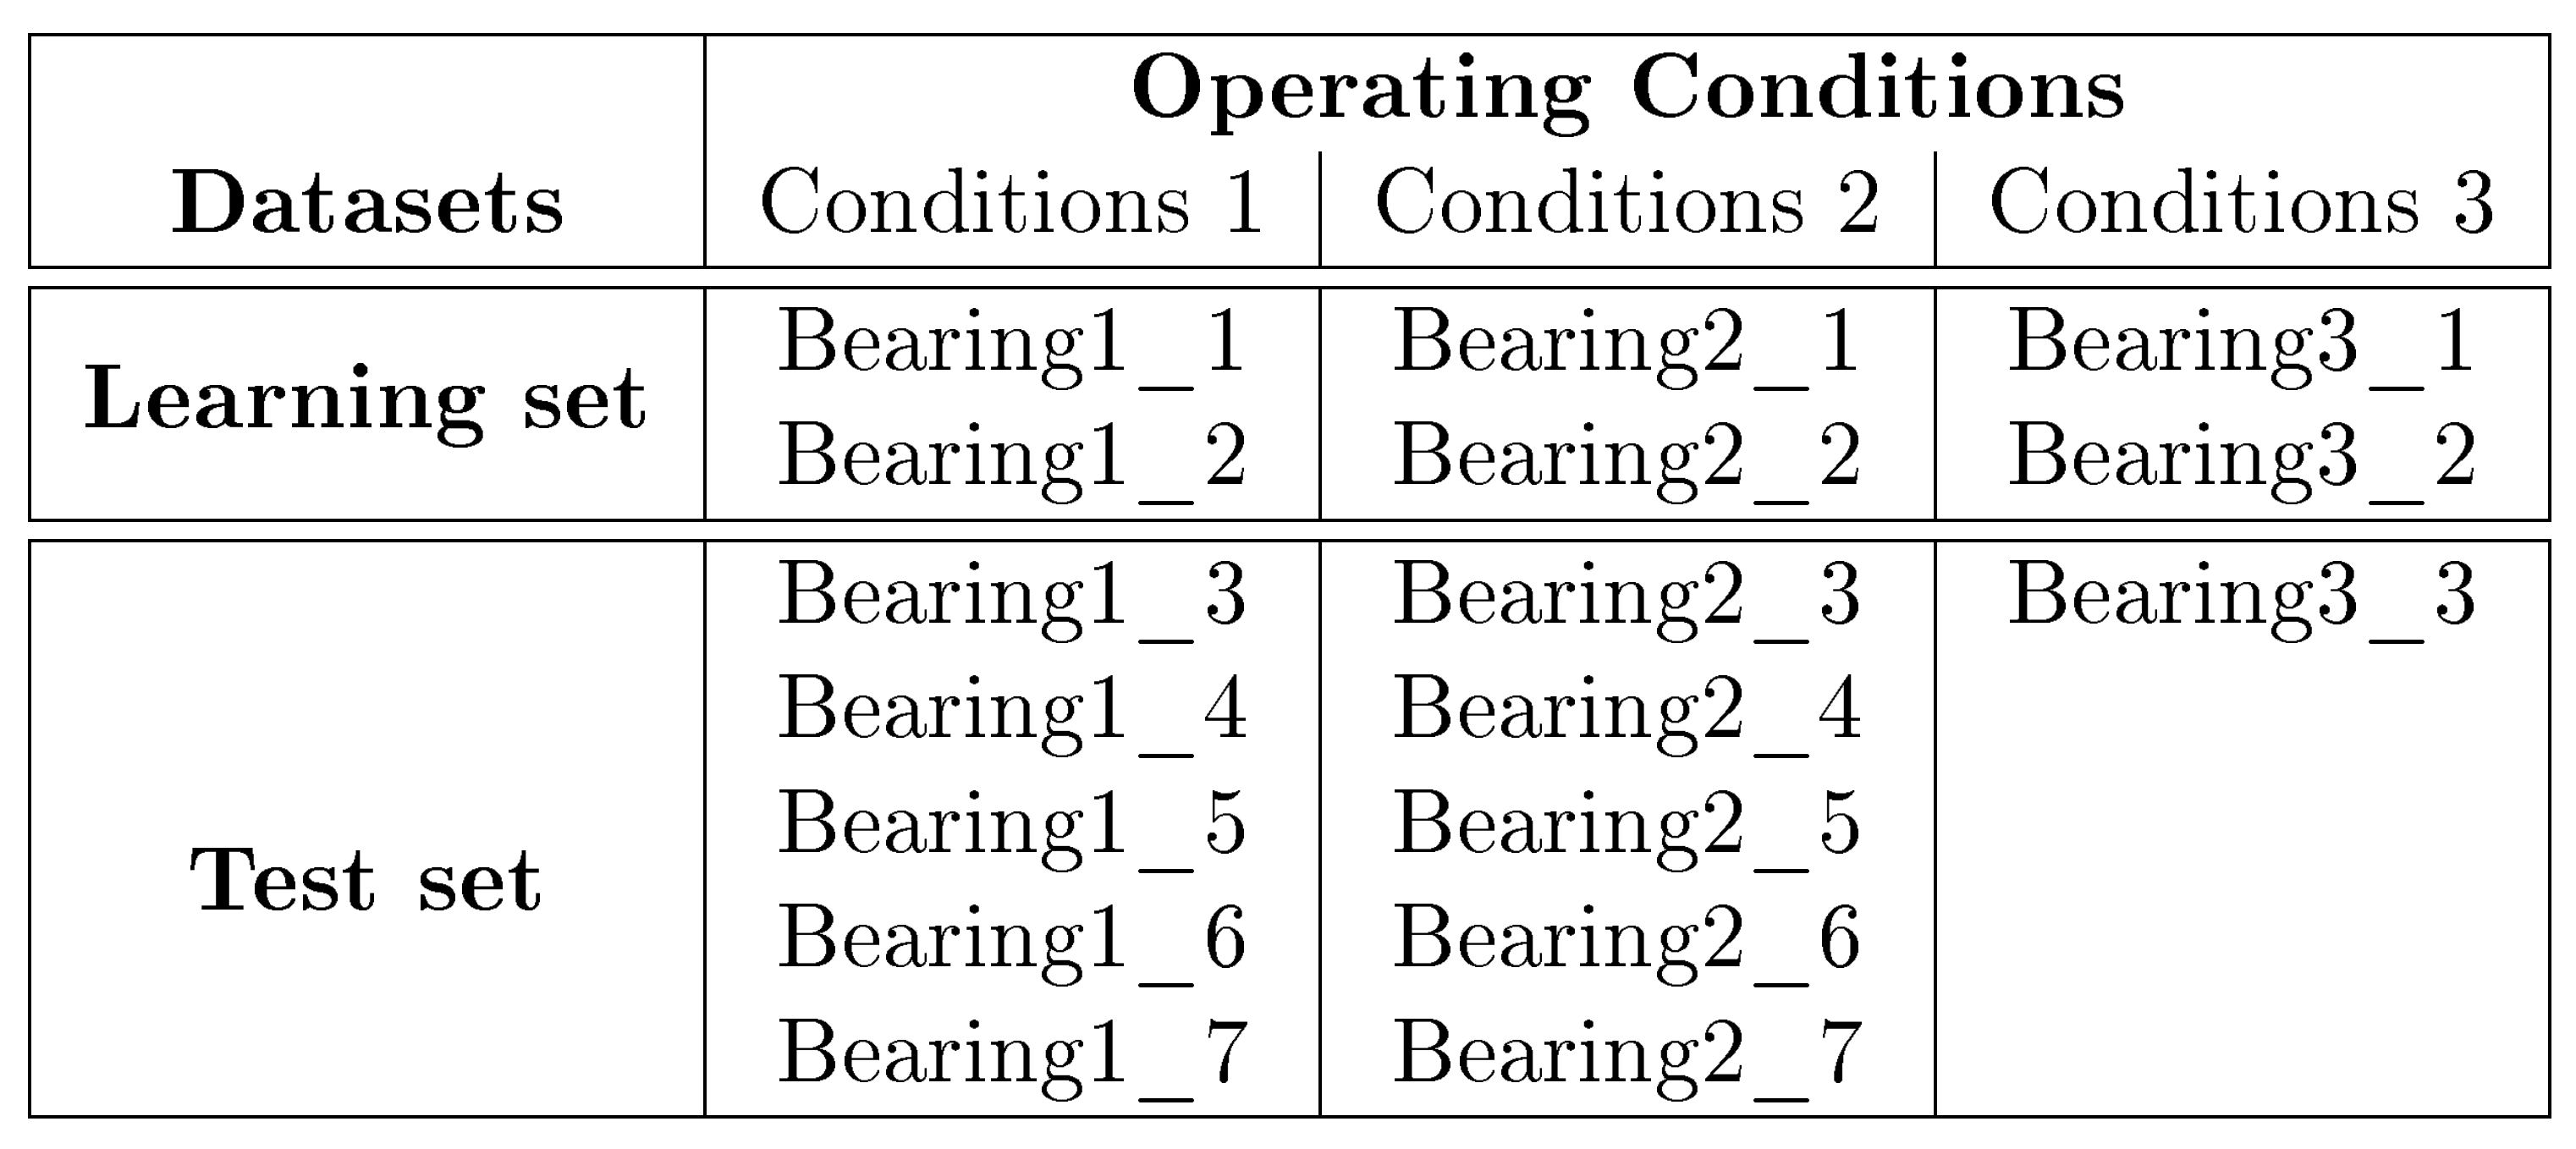 Operating Conditions
Datasets Conditions 1 Conditions 2 Conditions 3
Learning set
Bearing1_1 Bearing2_1 Bearing3_1
Bearing1_2 Bearing2_2 Bearing3_2
Test set
Bearing1_3 Bearing2_3 Bearing3_3
Bearing1_4 Bearing2_4
Bearing1_5 Bearing2_5
Bearing1_6 Bearing2_6
Bearing1_7 Bearing2_7